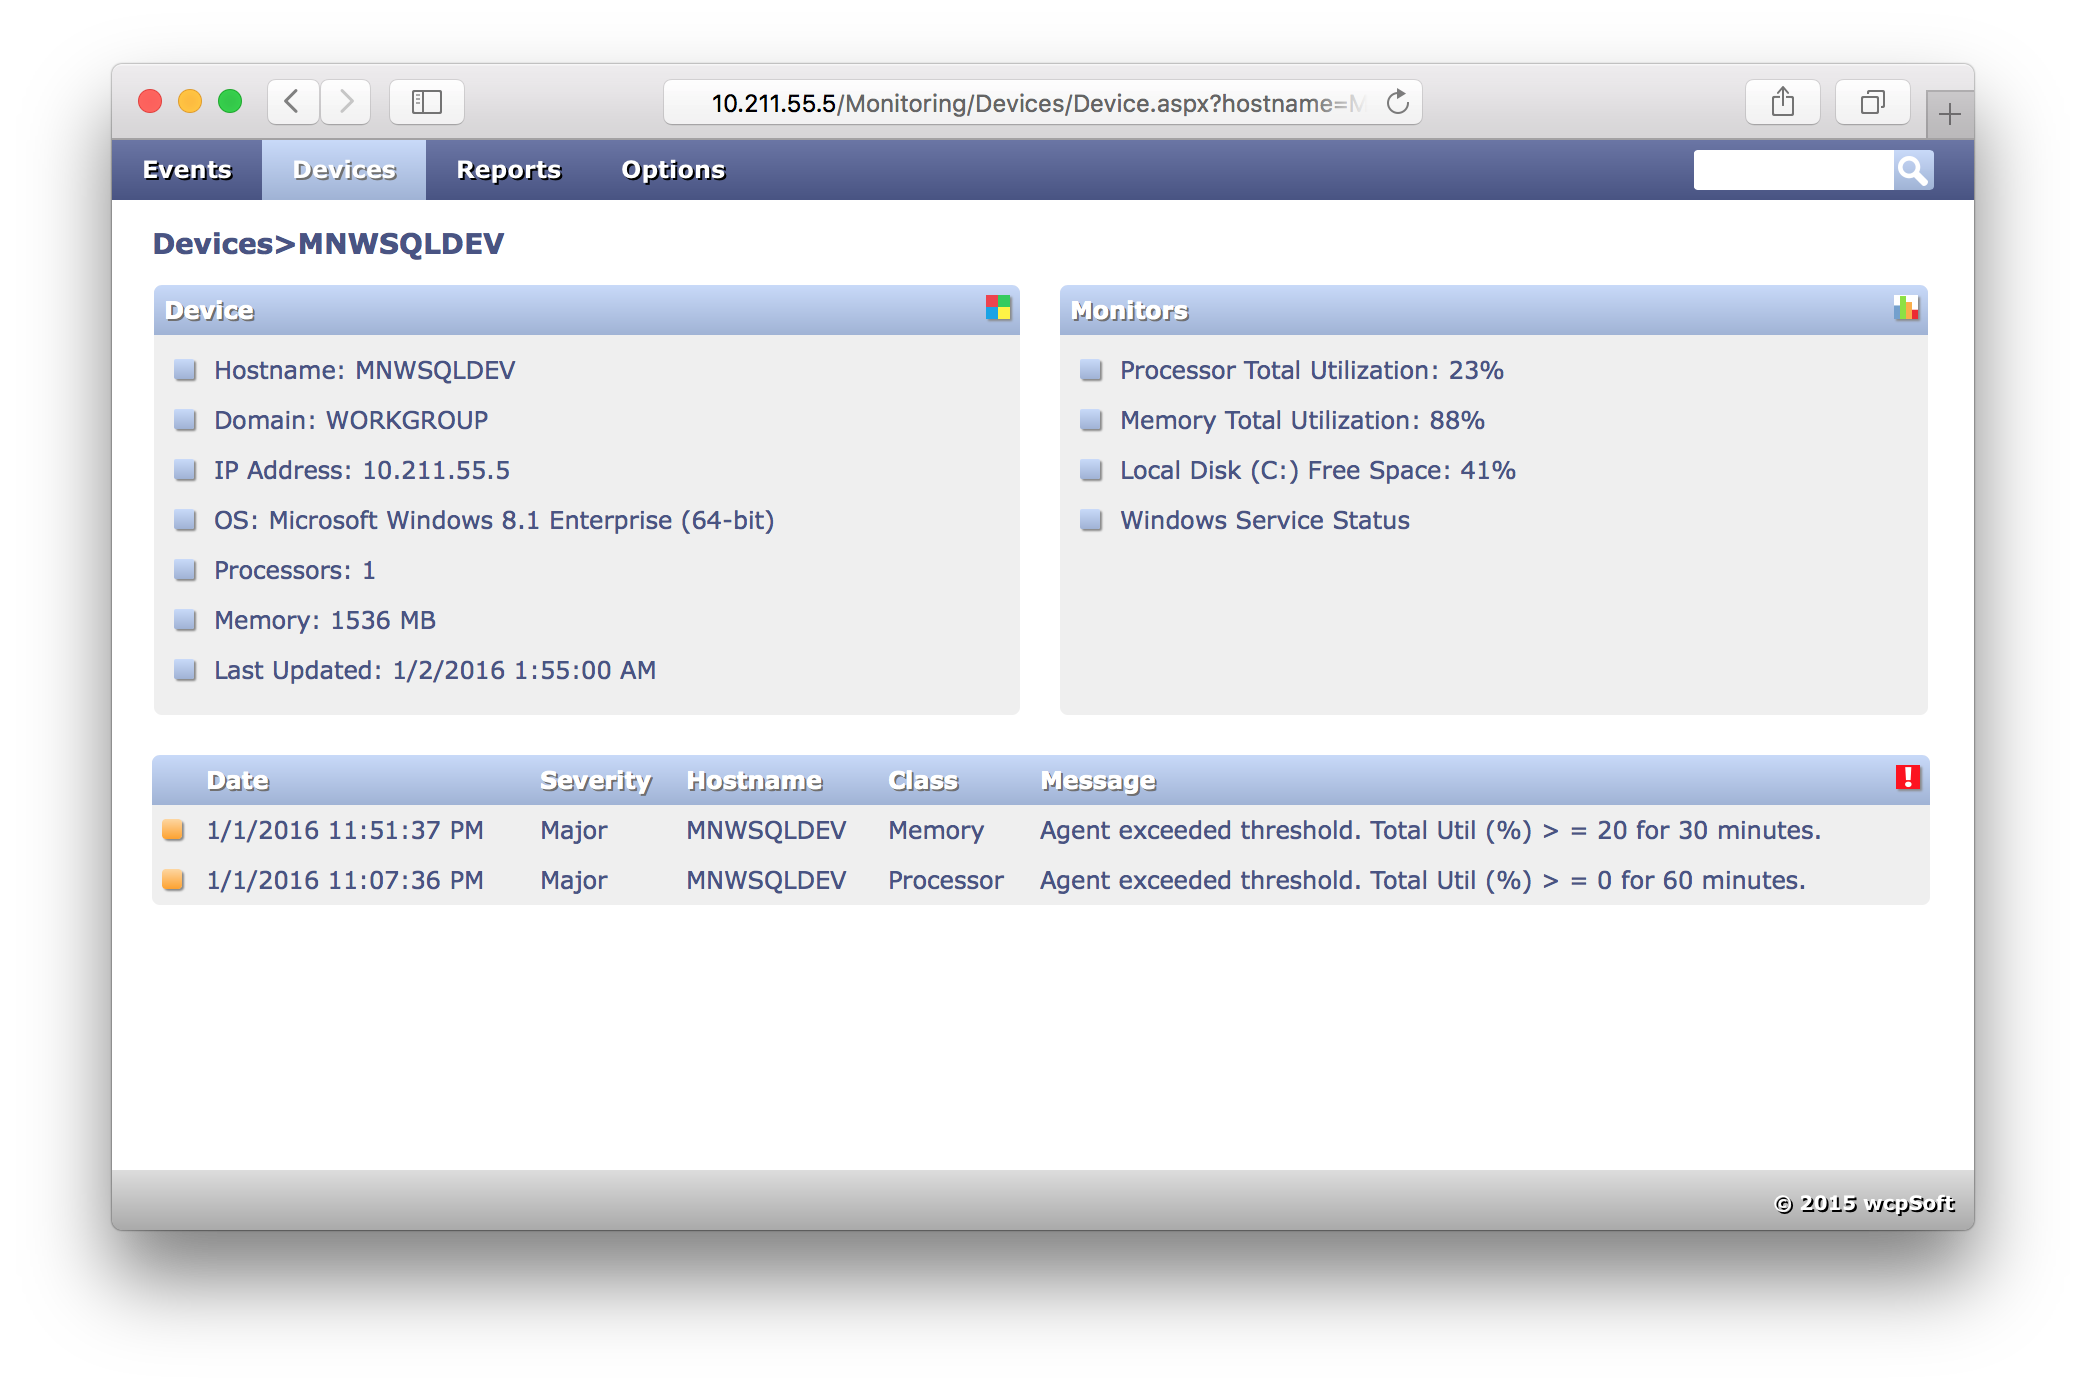 10.211.55.5/Monitoring/Devices/Device.aspx?hostname=M
Events Devices Reports Options
Devices>MNWSQLDEV
Device
Hostname: MNWSQLDEV
Domain: WORKGROUP
IP Address: 10.211.55.5
OS: Microsoft Windows 8.1 Enterprise (64-bit)
Processors: 1
Memory: 1536 MB
Last Updated: 1/2/2016 1:55:00 AM
Monitors
Processor Total Utilization: 23%
Memory Total Utilization: 88%
Local Disk (C:) Free Space: 41%
Windows Service Status
Date Severity Hostname Class Message
1/1/2016 11:51:37 PM Major MNWSQLDEV Memory Agent exceeded threshold. Total Util (%) > = 20 for 30 minutes.
1/1/2016 11:07:36 PM Major MNWSQLDEV Processor Agent exceeded threshold. Total Util (%) > = 0 for 60 minutes.
© 2015 wcpSoft